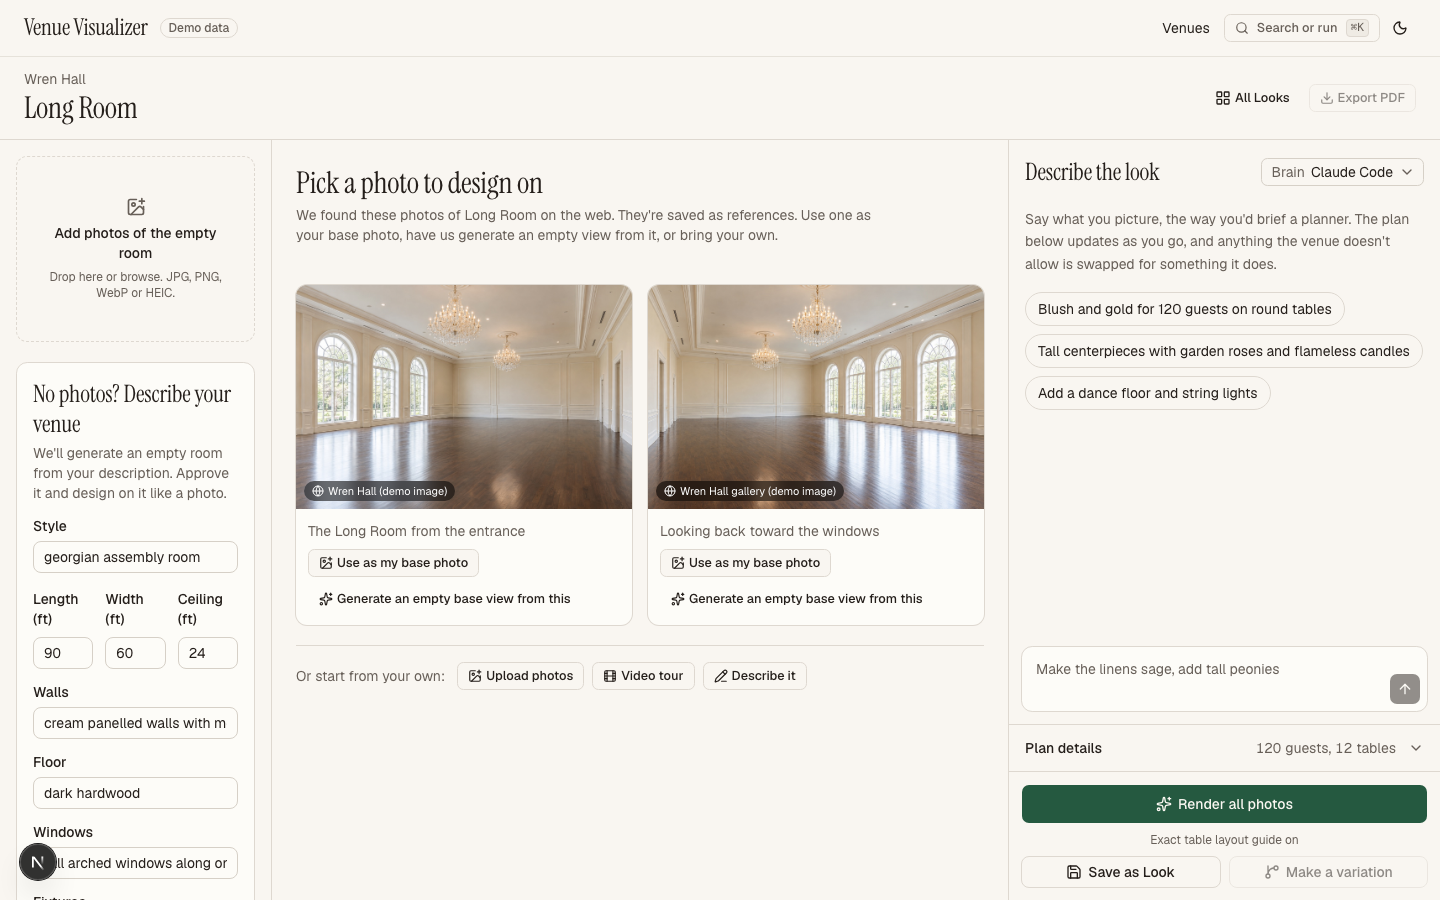 Venue Visualizer
Demo data
Venues
Search or run
⌘K
Wren Hall
Long Room
All Looks
Export PDF
Add photos of the empty
room
Drop here or browse. JPG, PNG,
WebP or HEIC.
No photos? Describe your
venue
We'll generate an empty room
from your description. Approve
it and design on it like a photo.
Style
georgian assembly room
Length
(ft)
Width
(ft)
Ceiling
(ft)
90
60
24
Walls
cream panelled walls with m
Floor
dark hardwood
Windows
ll arched windows along or
N
Pick a photo to design on
We found these photos of Long Room on the web. They're saved as references. Use one as
your base photo, have us generate an empty view from it, or bring your own.
Wren Hall (demo image)
The Long Room from the entrance
Use as my base photo
Generate an empty base view from this
Wren Hall gallery (demo image)
Looking back toward the windows
Use as my base photo
Generate an empty base view from this
Or start from your own:
Upload photos
Video tour
Describe it
Describe the look
Brain Claude Code
Say what you picture, the way you'd brief a planner. The plan
below updates as you go, and anything the venue doesn't
allow is swapped for something it does.
Blush and gold for 120 guests on round tables
Tall centerpieces with garden roses and flameless candles
Add a dance floor and string lights
Make the linens sage, add tall peonies
Plan details
120 guests, 12 tables
Render all photos
Exact table layout guide on
Save as Look
Make a variation